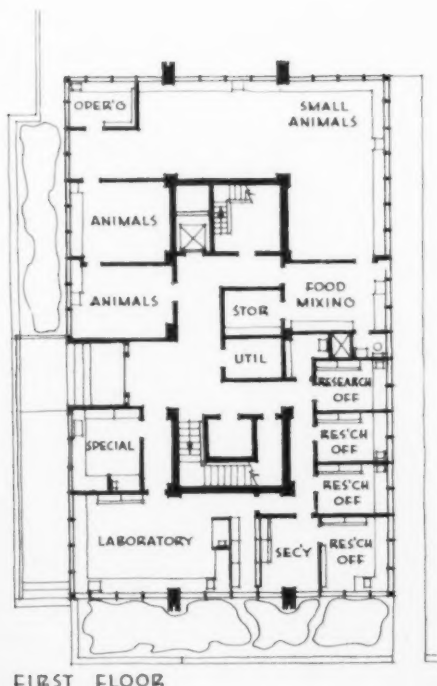 OPER'G
SMALL
ANIMALS
ANIMALS
ANIMALS
FOOD
MIXING
STOR
UTIL
RESEARCH
OFF
SPECIAL
RES'CH
OFF
RES'CH
OFF
LABORATORY
SEC'Y
RES'CH
OFF
FIRST FLOOR